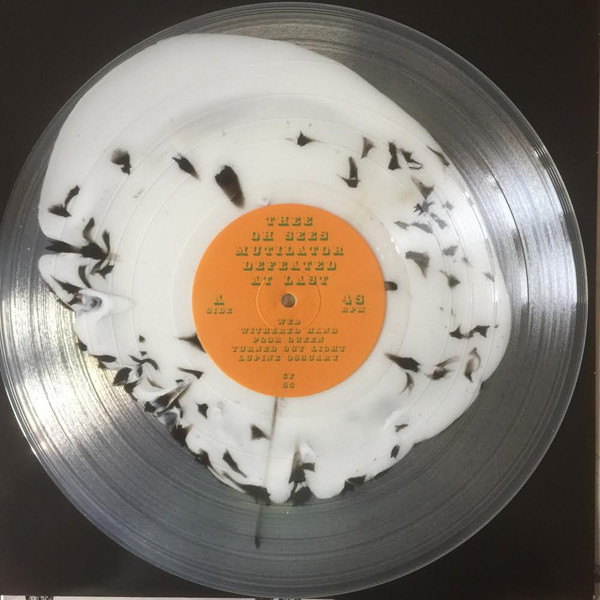 THEE
OH SEES
MUTILATOR
DEFEATED
AT LAST
A
SIDE
45
RPM
WEB
WITHERED HAND
POOR QUEEN
TURNED OUT LIGHT
LUPINE OSSUARY
CF